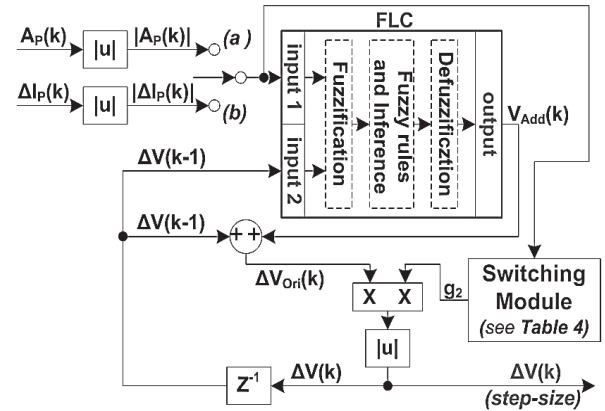 FLC
A_P(k)
|u|
|A_P(k)|
(a)
ΔI_P(k)
|u|
|ΔI_P(k)|
(b)
input 1
input 2
Fuzzification
Fuzzy rules
and Inference
Defuzzificztion
output
V_Add(k)
ΔV(k-1)
ΔV(k-1)
+ +
ΔV_Ori(k)
X X
g_2
Switching
Module
(see Table 4)
|u|
Z^-1
ΔV(k)
ΔV(k)
(step-size)